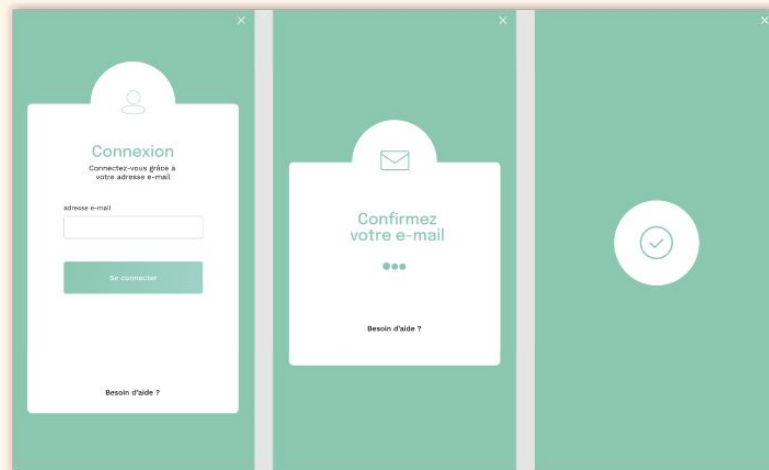 Connexion
Connectez-vous grâce à
votre adresse e-mail
adresse e-mail
Se connecter
Besoin d'aide ?
Confirmez
votre e-mail
Besoin d'aide ?